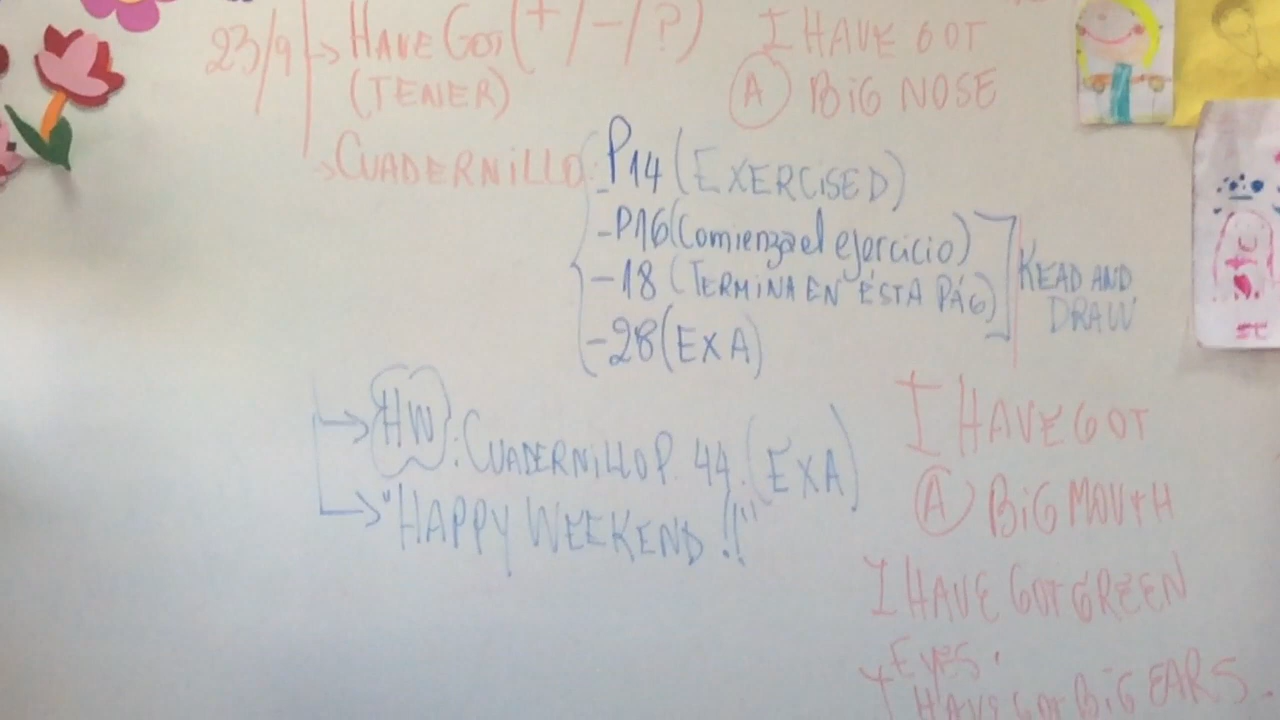 23/9 → HAVE GOT (+/-/?)
(TENER)
I HAVE GOT
(A) BIG NOSE
→ CUADERNILLO: - P14 (EXERCISE D)
- P16 (Comienza el ejercicio)
- 18 (TERMINA EN ÉSTA PÁG)
READ AND
DRAW
- 28 (EX A)
→ HW: CUADERNILLO P. 44. (EX A)
→ "HAPPY WEEKEND!!"
I HAVE GOT
(A) BIG MOUTH
I HAVE GOT GREEN
EYES.
I HAVE GOT BIG EARS.